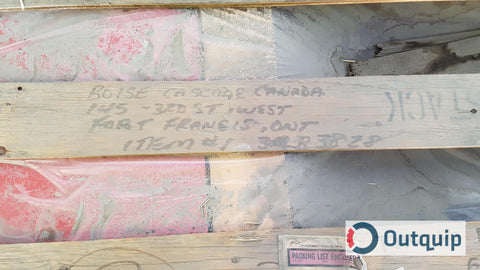 BOISE CASCADE CANADA
145 - 3RD ST, WEST
FORT FRANCIS, ONT
ITEM #1
Outquip
PACKING LIST ENCLOSED